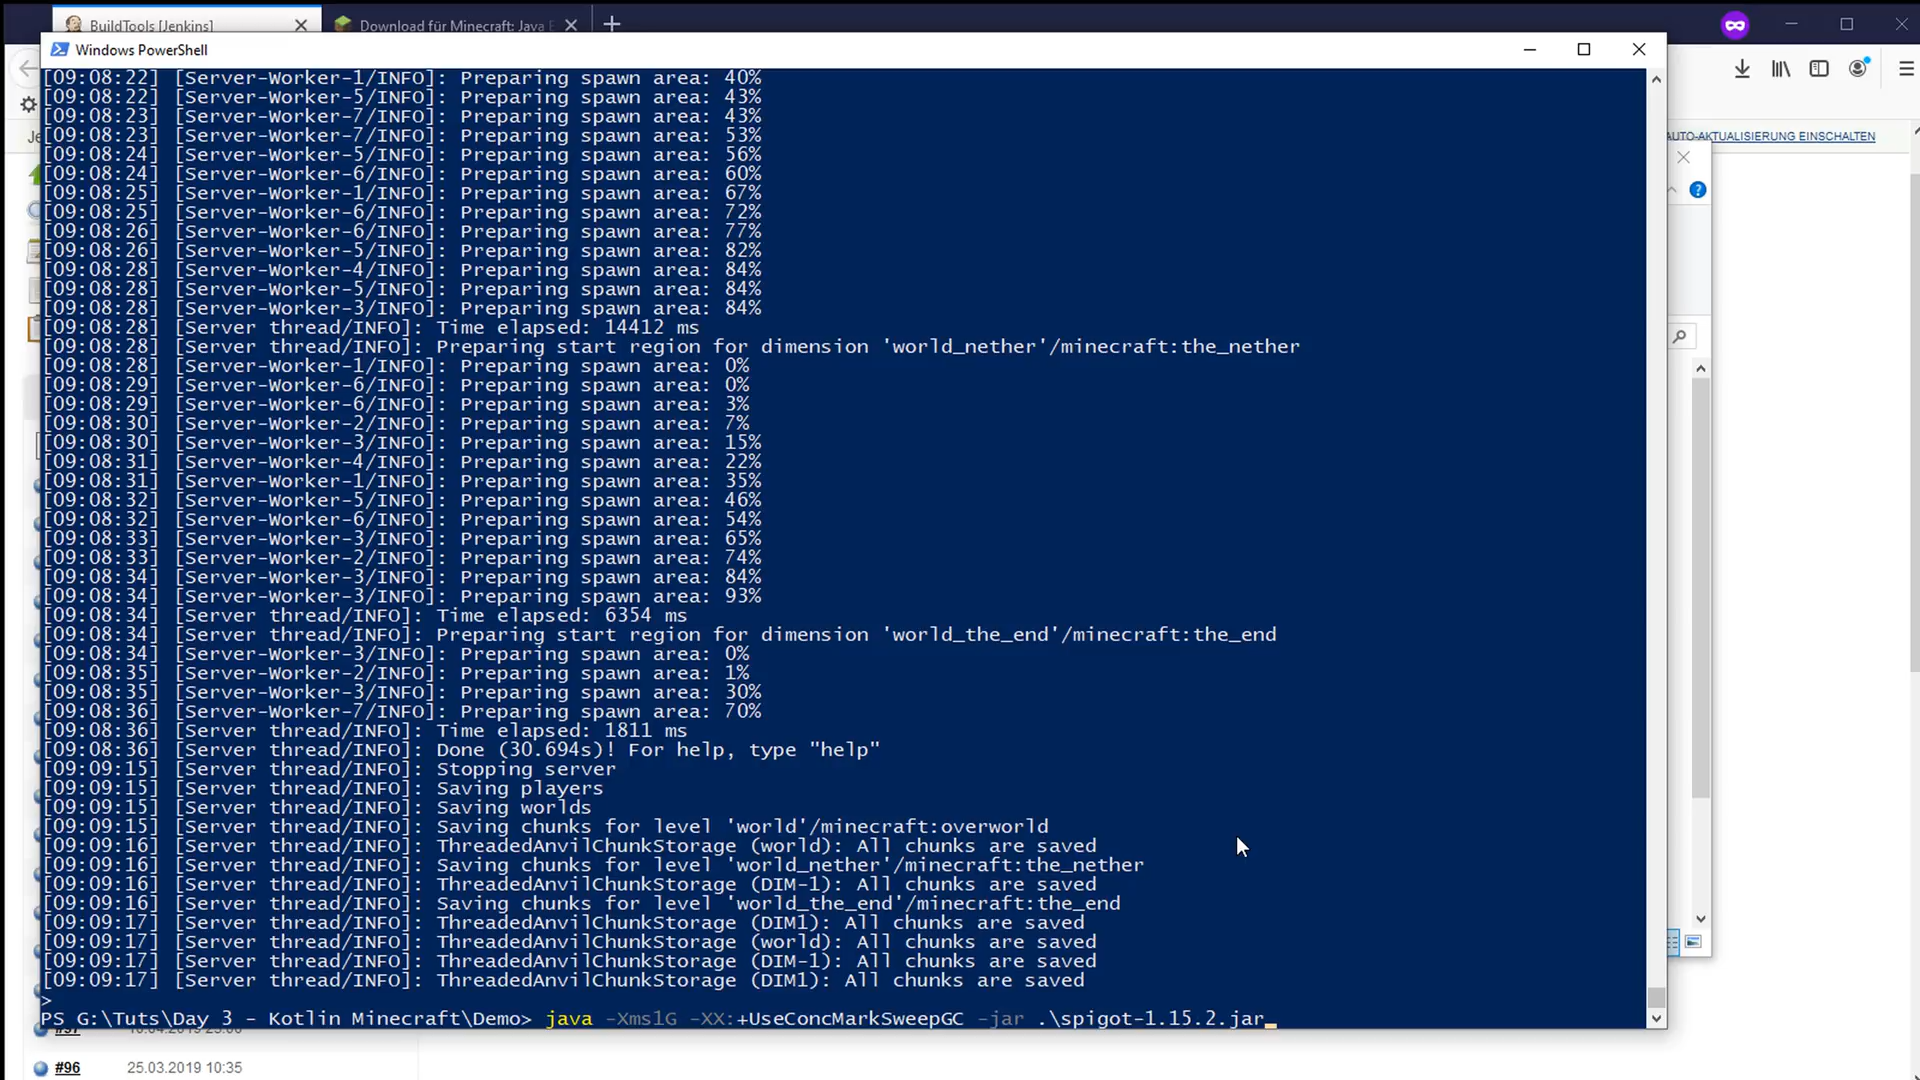 BuildTools [Jenkins]
Download für Minecraft: Java E
Windows PowerShell
AUTO-AKTUALISIERUNG EINSCHALTEN
Je
[09:08:22] [Server-Worker-1/INFO]: Preparing spawn area: 40%
[09:08:22] [Server-Worker-5/INFO]: Preparing spawn area: 43%
[09:08:23] [Server-Worker-7/INFO]: Preparing spawn area: 43%
[09:08:23] [Server-Worker-7/INFO]: Preparing spawn area: 53%
[09:08:24] [Server-Worker-5/INFO]: Preparing spawn area: 56%
[09:08:24] [Server-Worker-6/INFO]: Preparing spawn area: 60%
[09:08:25] [Server-Worker-1/INFO]: Preparing spawn area: 67%
[09:08:25] [Server-Worker-6/INFO]: Preparing spawn area: 72%
[09:08:26] [Server-Worker-6/INFO]: Preparing spawn area: 77%
[09:08:26] [Server-Worker-5/INFO]: Preparing spawn area: 82%
[09:08:28] [Server-Worker-4/INFO]: Preparing spawn area: 84%
[09:08:28] [Server-Worker-5/INFO]: Preparing spawn area: 84%
[09:08:28] [Server-Worker-3/INFO]: Preparing spawn area: 84%
[09:08:28] [Server thread/INFO]: Time elapsed: 14412 ms
[09:08:28] [Server thread/INFO]: Preparing start region for dimension 'world_nether'/minecraft:the_nether
[09:08:28] [Server-Worker-1/INFO]: Preparing spawn area: 0%
[09:08:29] [Server-Worker-6/INFO]: Preparing spawn area: 0%
[09:08:29] [Server-Worker-6/INFO]: Preparing spawn area: 3%
[09:08:30] [Server-Worker-2/INFO]: Preparing spawn area: 7%
[09:08:30] [Server-Worker-3/INFO]: Preparing spawn area: 15%
[09:08:31] [Server-Worker-4/INFO]: Preparing spawn area: 22%
[09:08:31] [Server-Worker-1/INFO]: Preparing spawn area: 35%
[09:08:32] [Server-Worker-5/INFO]: Preparing spawn area: 46%
[09:08:32] [Server-Worker-6/INFO]: Preparing spawn area: 54%
[09:08:33] [Server-Worker-3/INFO]: Preparing spawn area: 65%
[09:08:33] [Server-Worker-2/INFO]: Preparing spawn area: 74%
[09:08:34] [Server-Worker-3/INFO]: Preparing spawn area: 84%
[09:08:34] [Server-Worker-3/INFO]: Preparing spawn area: 93%
[09:08:34] [Server thread/INFO]: Time elapsed: 6354 ms
[09:08:34] [Server thread/INFO]: Preparing start region for dimension 'world_the_end'/minecraft:the_end
[09:08:34] [Server-Worker-3/INFO]: Preparing spawn area: 0%
[09:08:35] [Server-Worker-2/INFO]: Preparing spawn area: 1%
[09:08:35] [Server-Worker-3/INFO]: Preparing spawn area: 30%
[09:08:36] [Server-Worker-7/INFO]: Preparing spawn area: 70%
[09:08:36] [Server thread/INFO]: Time elapsed: 1811 ms
[09:08:36] [Server thread/INFO]: Done (30.694s)! For help, type "help"
[09:09:15] [Server thread/INFO]: Stopping server
[09:09:15] [Server thread/INFO]: Saving players
[09:09:15] [Server thread/INFO]: Saving worlds
[09:09:15] [Server thread/INFO]: Saving chunks for level 'world'/minecraft:overworld
[09:09:16] [Server thread/INFO]: ThreadedAnvilChunkStorage (world): All chunks are saved
[09:09:16] [Server thread/INFO]: Saving chunks for level 'world_nether'/minecraft:the_nether
[09:09:16] [Server thread/INFO]: ThreadedAnvilChunkStorage (DIM-1): All chunks are saved
[09:09:16] [Server thread/INFO]: Saving chunks for level 'world_the_end'/minecraft:the_end
[09:09:17] [Server thread/INFO]: ThreadedAnvilChunkStorage (DIM1): All chunks are saved
[09:09:17] [Server thread/INFO]: ThreadedAnvilChunkStorage (world): All chunks are saved
[09:09:17] [Server thread/INFO]: ThreadedAnvilChunkStorage (DIM-1): All chunks are saved
[09:09:17] [Server thread/INFO]: ThreadedAnvilChunkStorage (DIM1): All chunks are saved
>
PS G:\Tuts\Day 3 - Kotlin Minecraft\Demo> java -Xms1G -XX:+UseConcMarkSweepGC -jar .\spigot-1.15.2.jar_
#96 25.03.2019 10:35